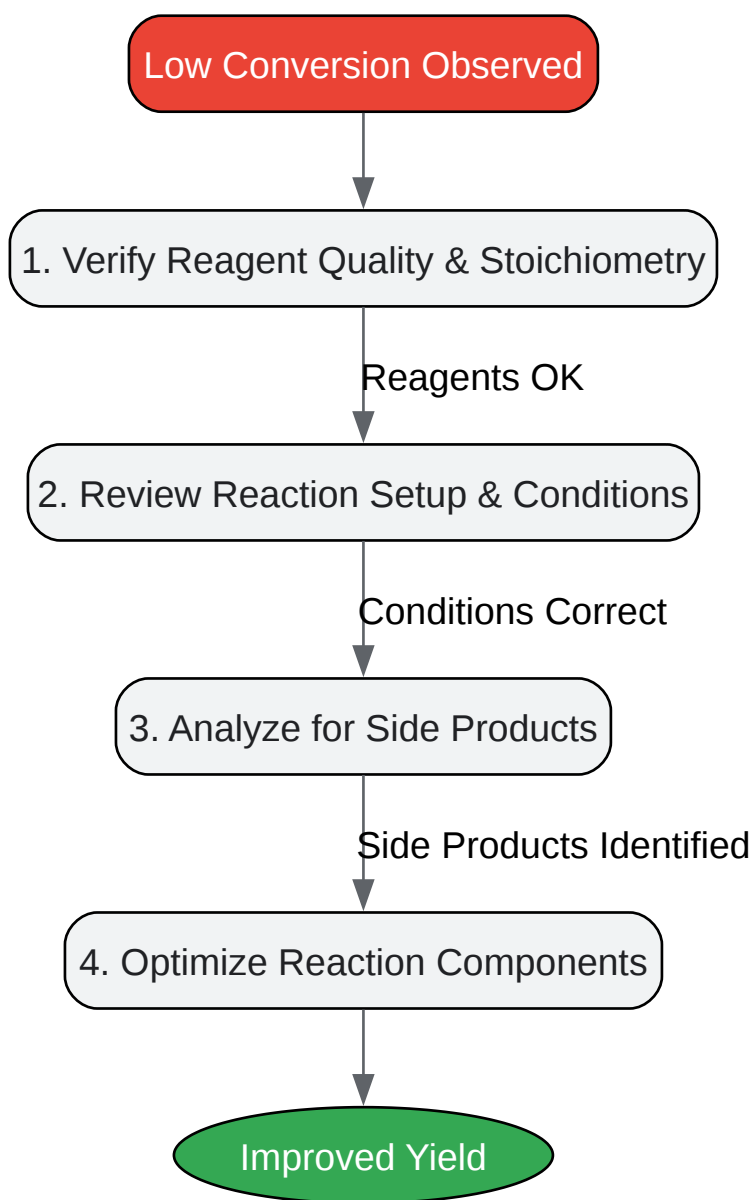 Low Conversion Observed
1. Verify Reagent Quality & Stoichiometry
Reagents OK
2. Review Reaction Setup & Conditions
Conditions Correct
3. Analyze for Side Products
Side Products Identified
4. Optimize Reaction Components
Improved Yield